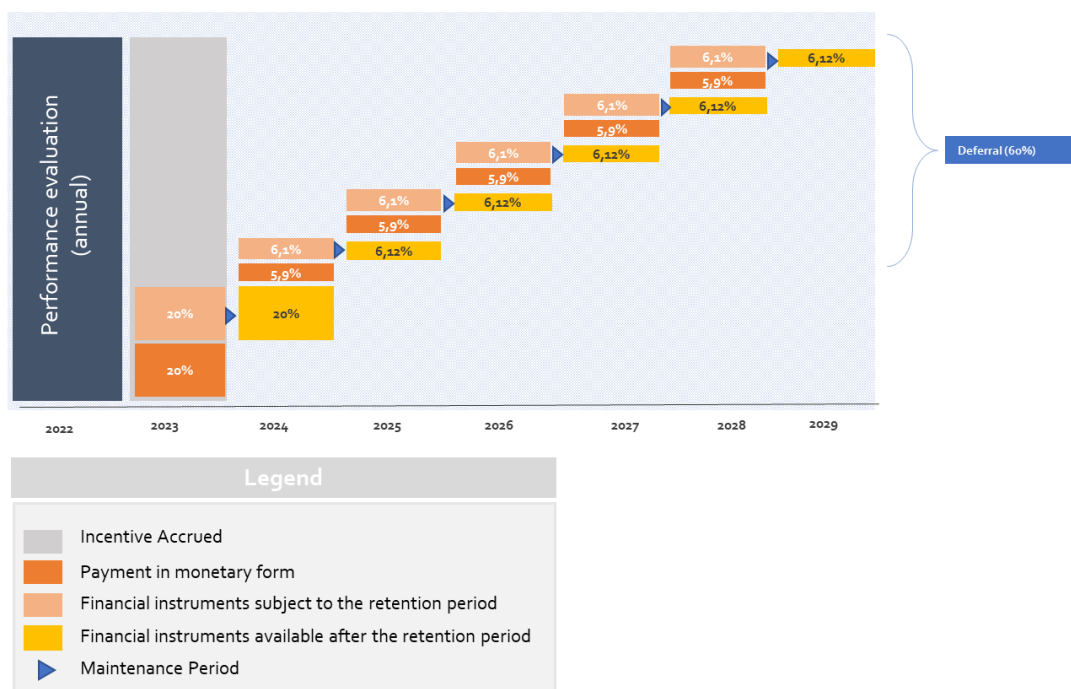 Performance evaluation
(annual)
6,1%
6,12%
5,9%
6,1%
6,12%
5,9%
6,1%
6,12%
5,9%
6,1%
6,12%
5,9%
6,1%
6,12%
5,9%
20%
20%
20%
Deferral (60%)
2022 2023 2024 2025 2026 2027 2028 2029
Legend
Incentive Accrued
Payment in monetary form
Financial instruments subject to the retention period
Financial instruments available after the retention period
Maintenance Period